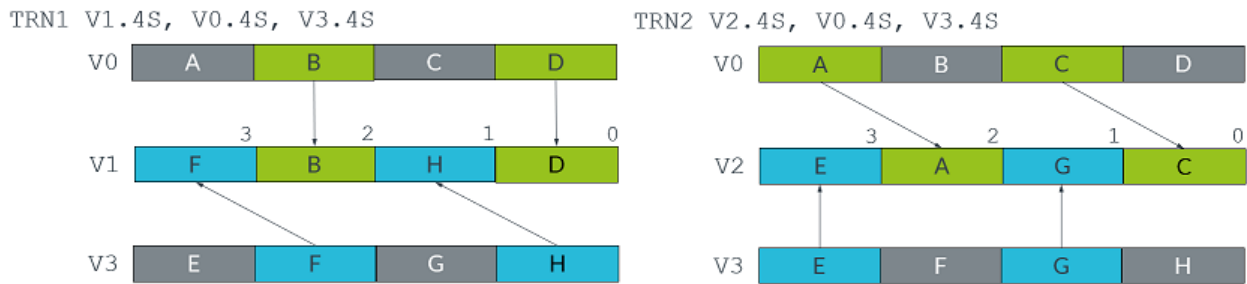 TRN1 V1.4S, V0.4S, V3.4S
V0 A B C D
3 2 1 0
V1 F B H D
V3 E F G H
TRN2 V2.4S, V0.4S, V3.4S
V0 A B C D
3 2 1 0
V2 E A G C
V3 E F G H